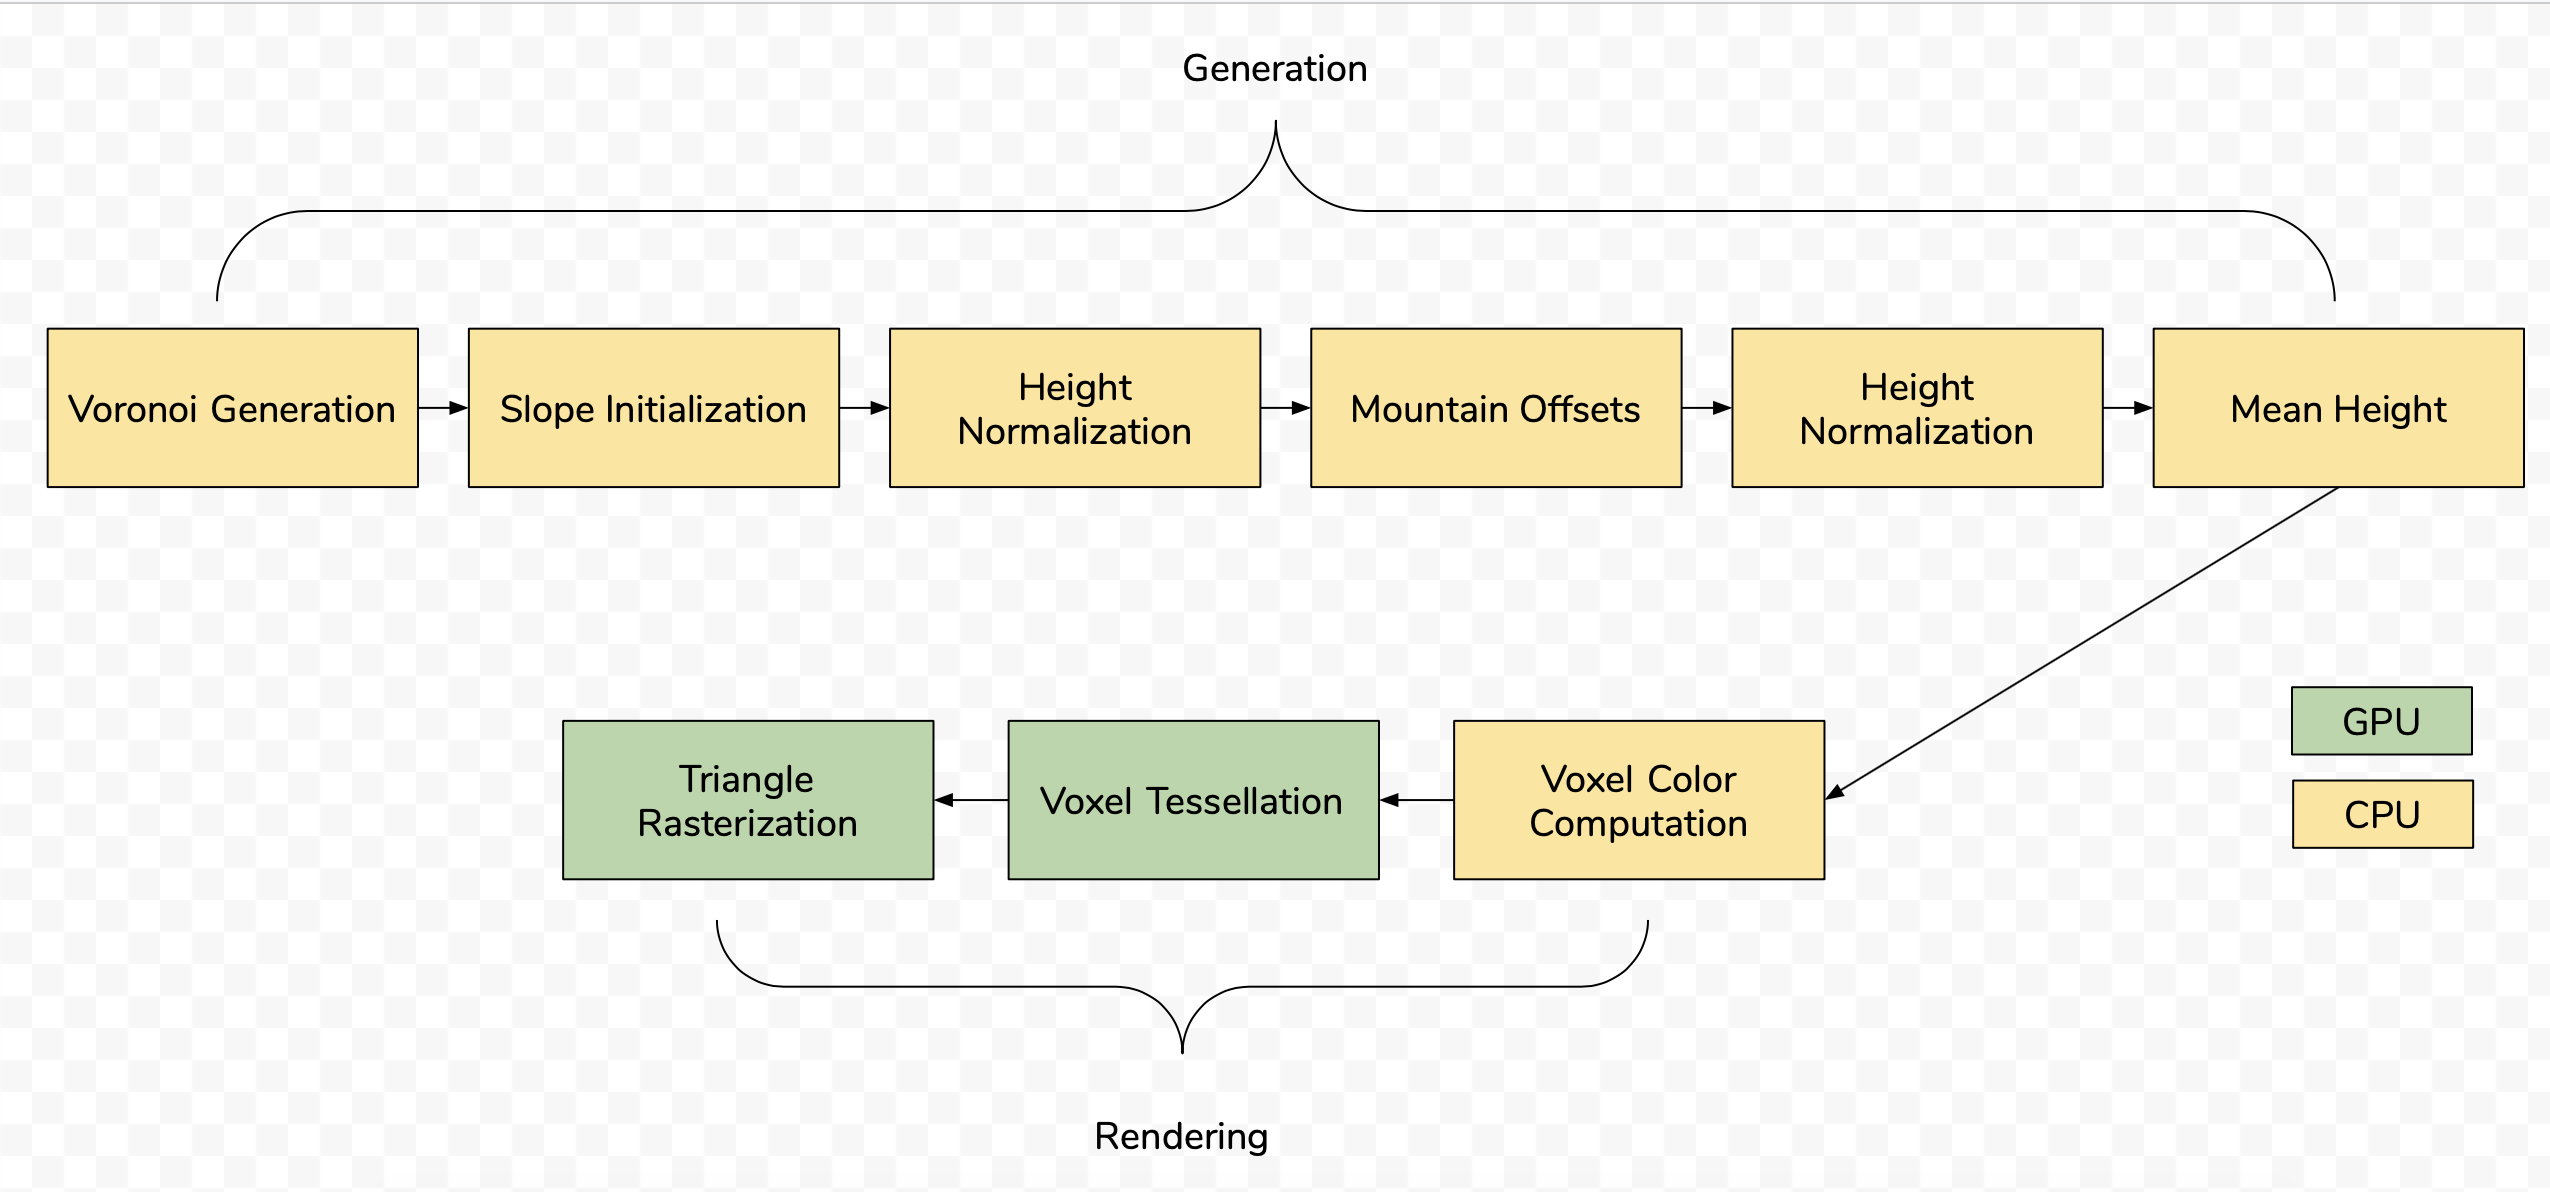 Generation
Voronoi Generation
Slope Initialization
Height
Normalization
Mountain Offsets
Height
Normalization
Mean Height
Triangle
Rasterization
Voxel Tessellation
Voxel Color
Computation
GPU
CPU
Rendering